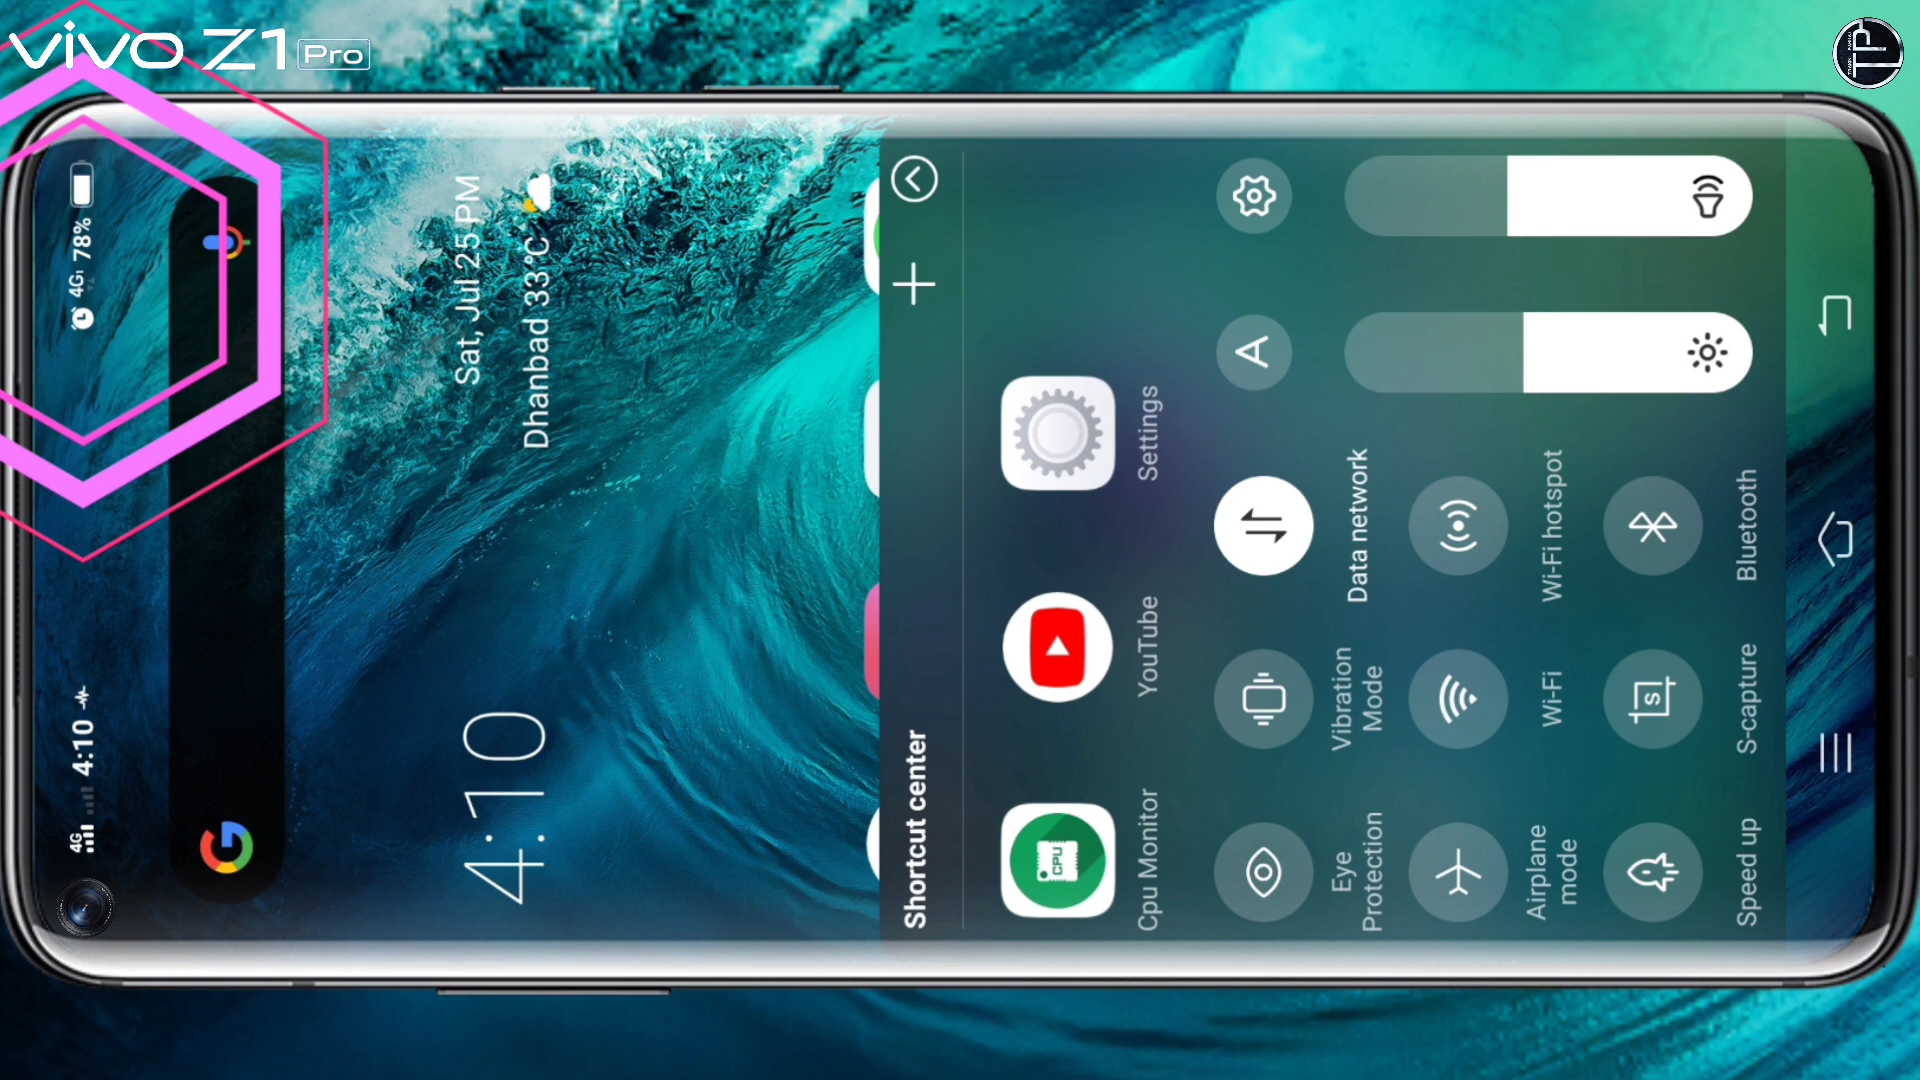 vivo Z1 Pro
4G 4:10
4G 78%
4:10
Sat, Jul 25 PM
Dhanbad 33°C
Shortcut center
CPU
Cpu Monitor
YouTube
Settings
A
Eye
Protection
Vibration
Mode
Data network
Airplane
mode
Wi-Fi
Wi-Fi hotspot
Speed up
S
S-capture
Bluetooth